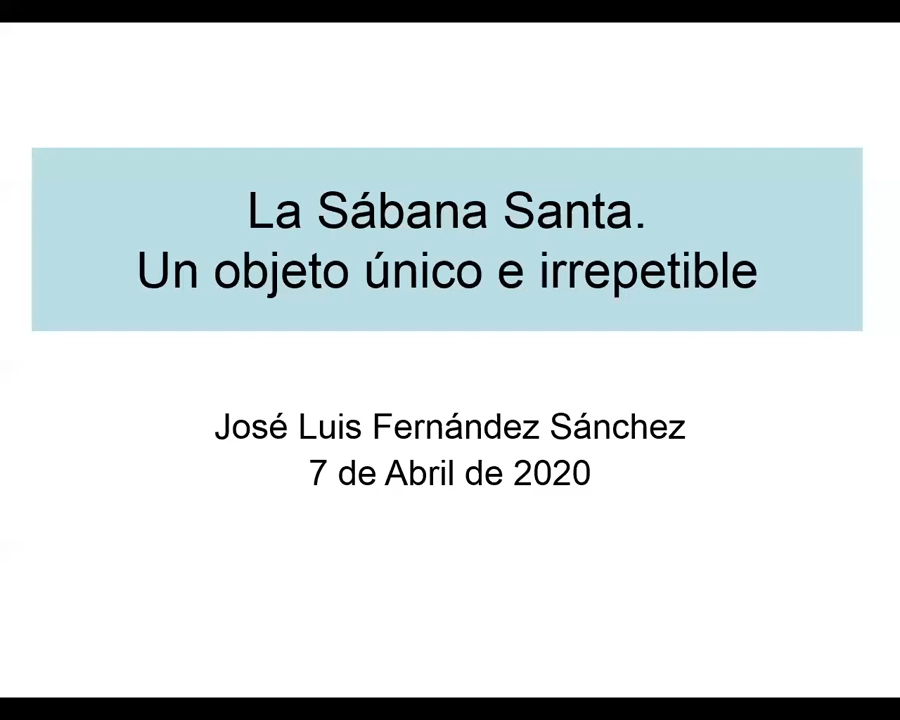 La Sábana Santa.
Un objeto único e irrepetible
José Luis Fernández Sánchez
7 de Abril de 2020